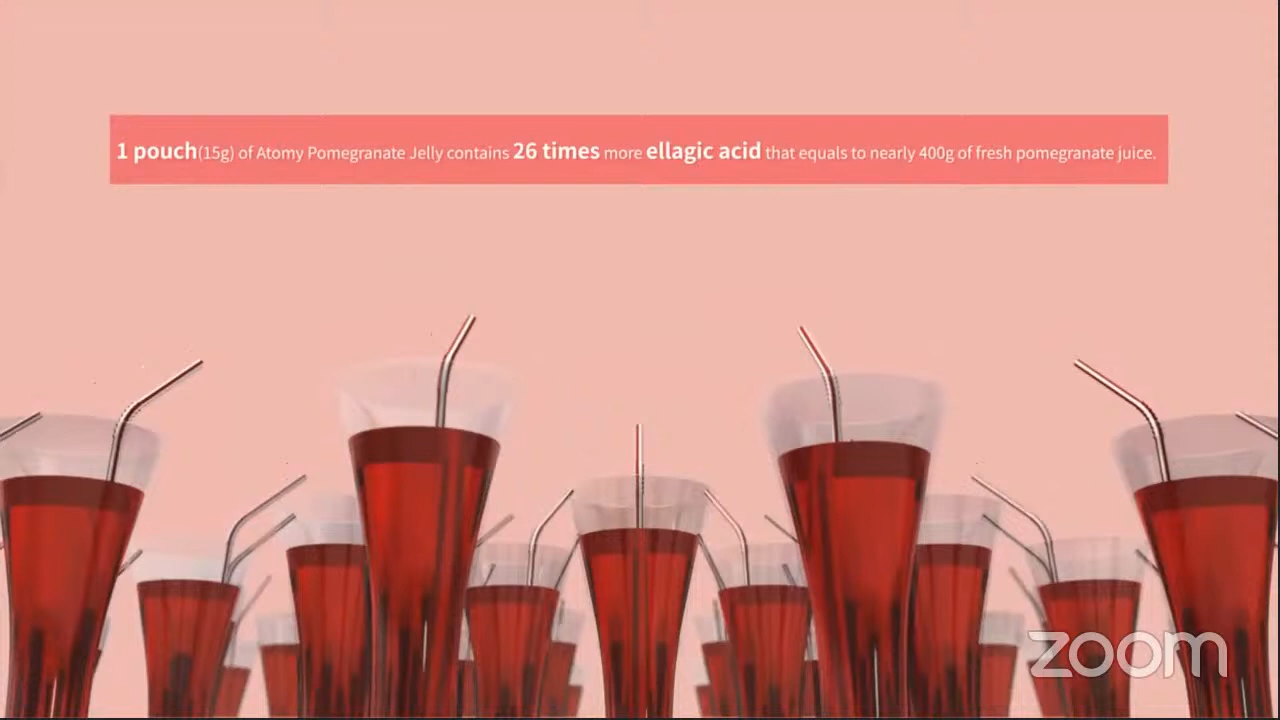 1 pouch(15g) of Atomy Pomegranate Jelly contains 26 times more ellagic acid that equals to nearly 400g of fresh pomegranate juice.
zoom